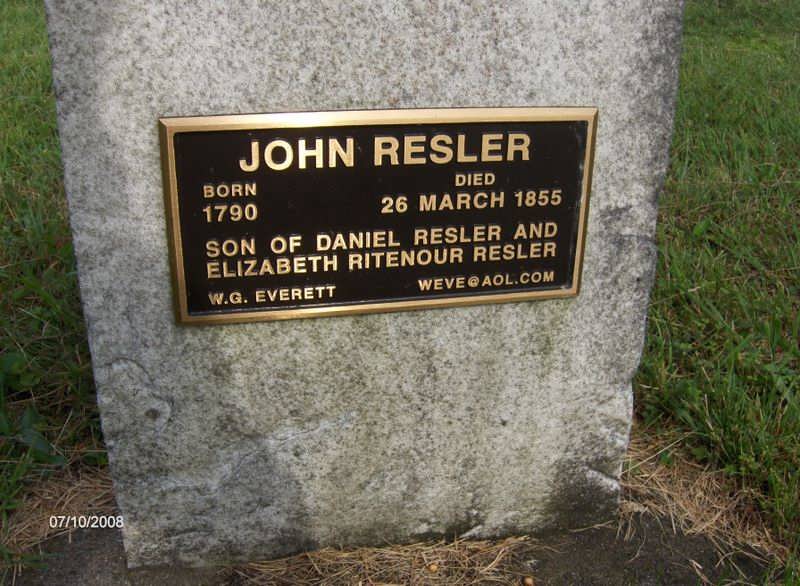 JOHN RESLER
BORN
DIED
1790
26 MARCH 1855
SON OF DANIEL RESLER AND
ELIZABETH RITENOUR RESLER
W.G. EVERETT
WEVE@AOL.COM
07/10/2008